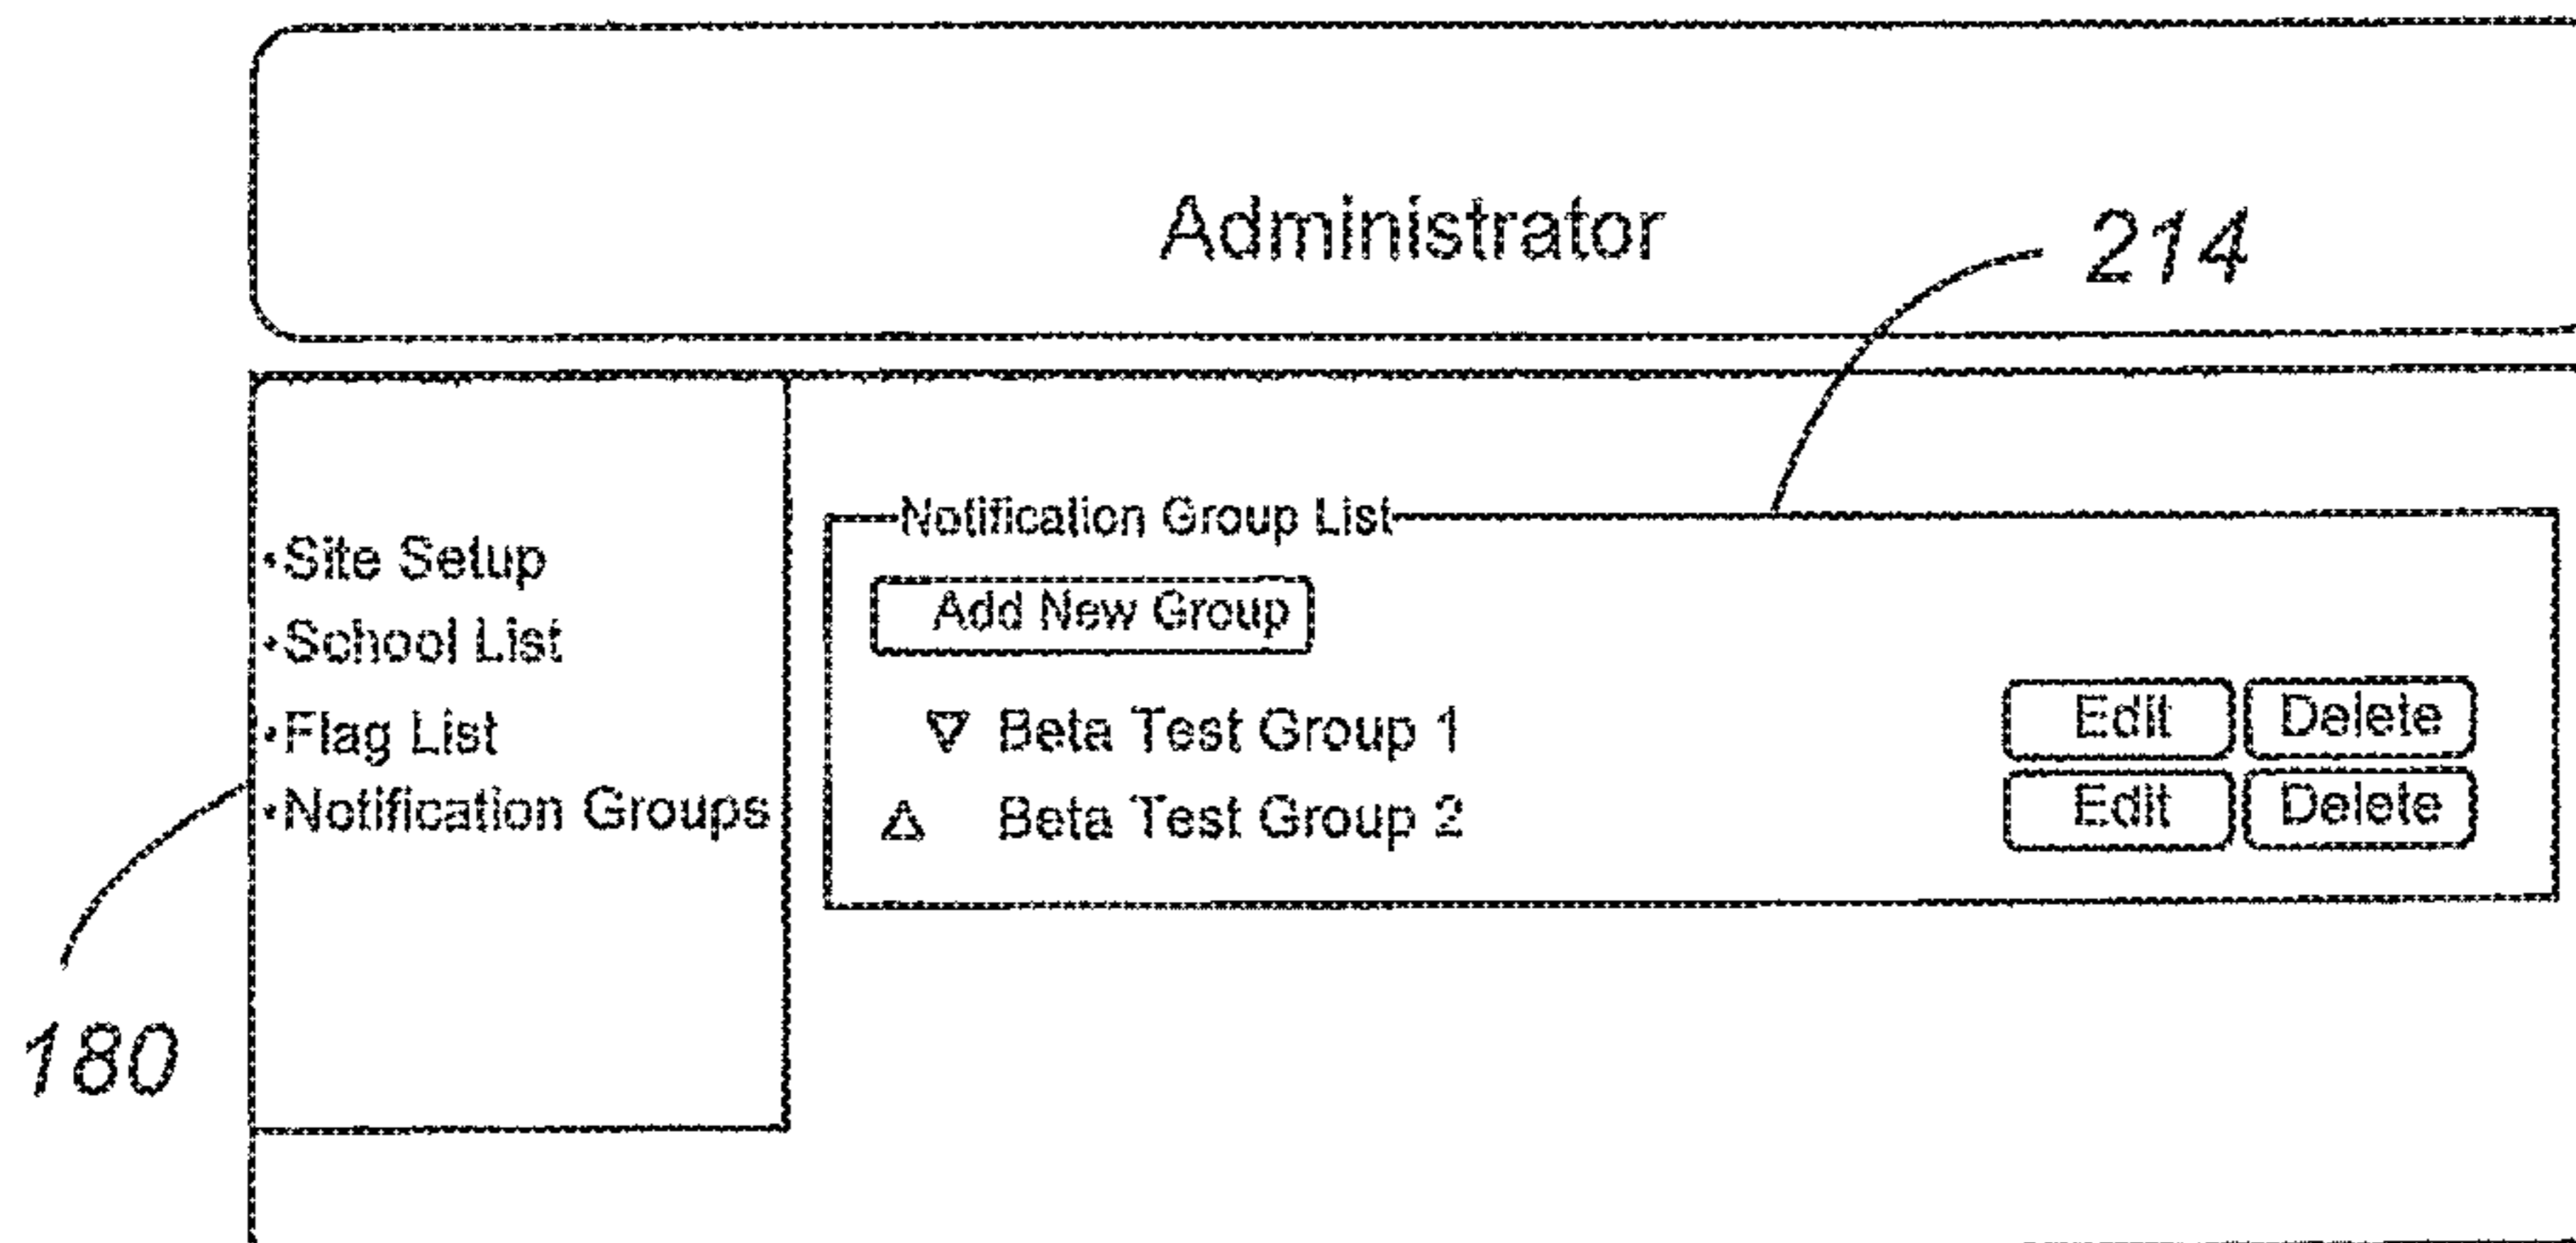 Administrator
214
•Site Setup
•School List
•Flag List
•Notification Groups
180
Notification Group List
Add New Group
▽ Beta Test Group 1 Edit Delete
△ Beta Test Group 2 Edit Delete